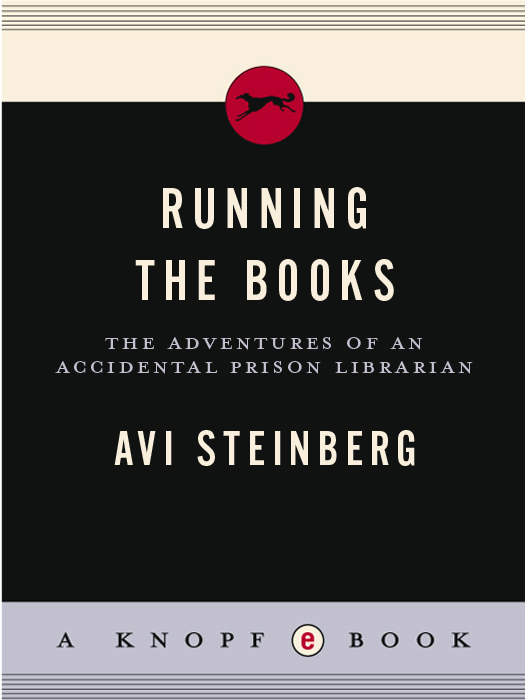 RUNNING
THE BOOKS
THE ADVENTURES OF AN
ACCIDENTAL PRISON LIBRARIAN
AVI STEINBERG
A KNOPF e BOOK